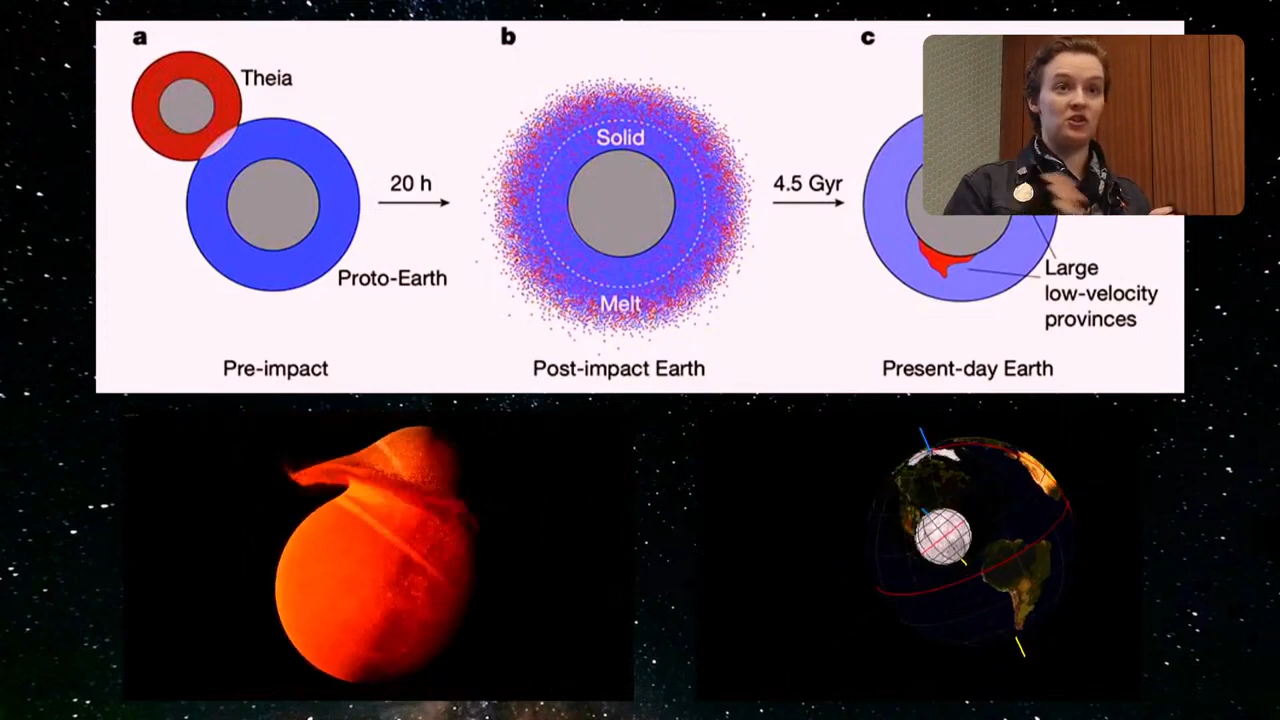 a
b
c
Theia
Solid
20 h
4.5 Gyr
Proto-Earth
Melt
Large
low-velocity
provinces
Pre-impact
Post-impact Earth
Present-day Earth